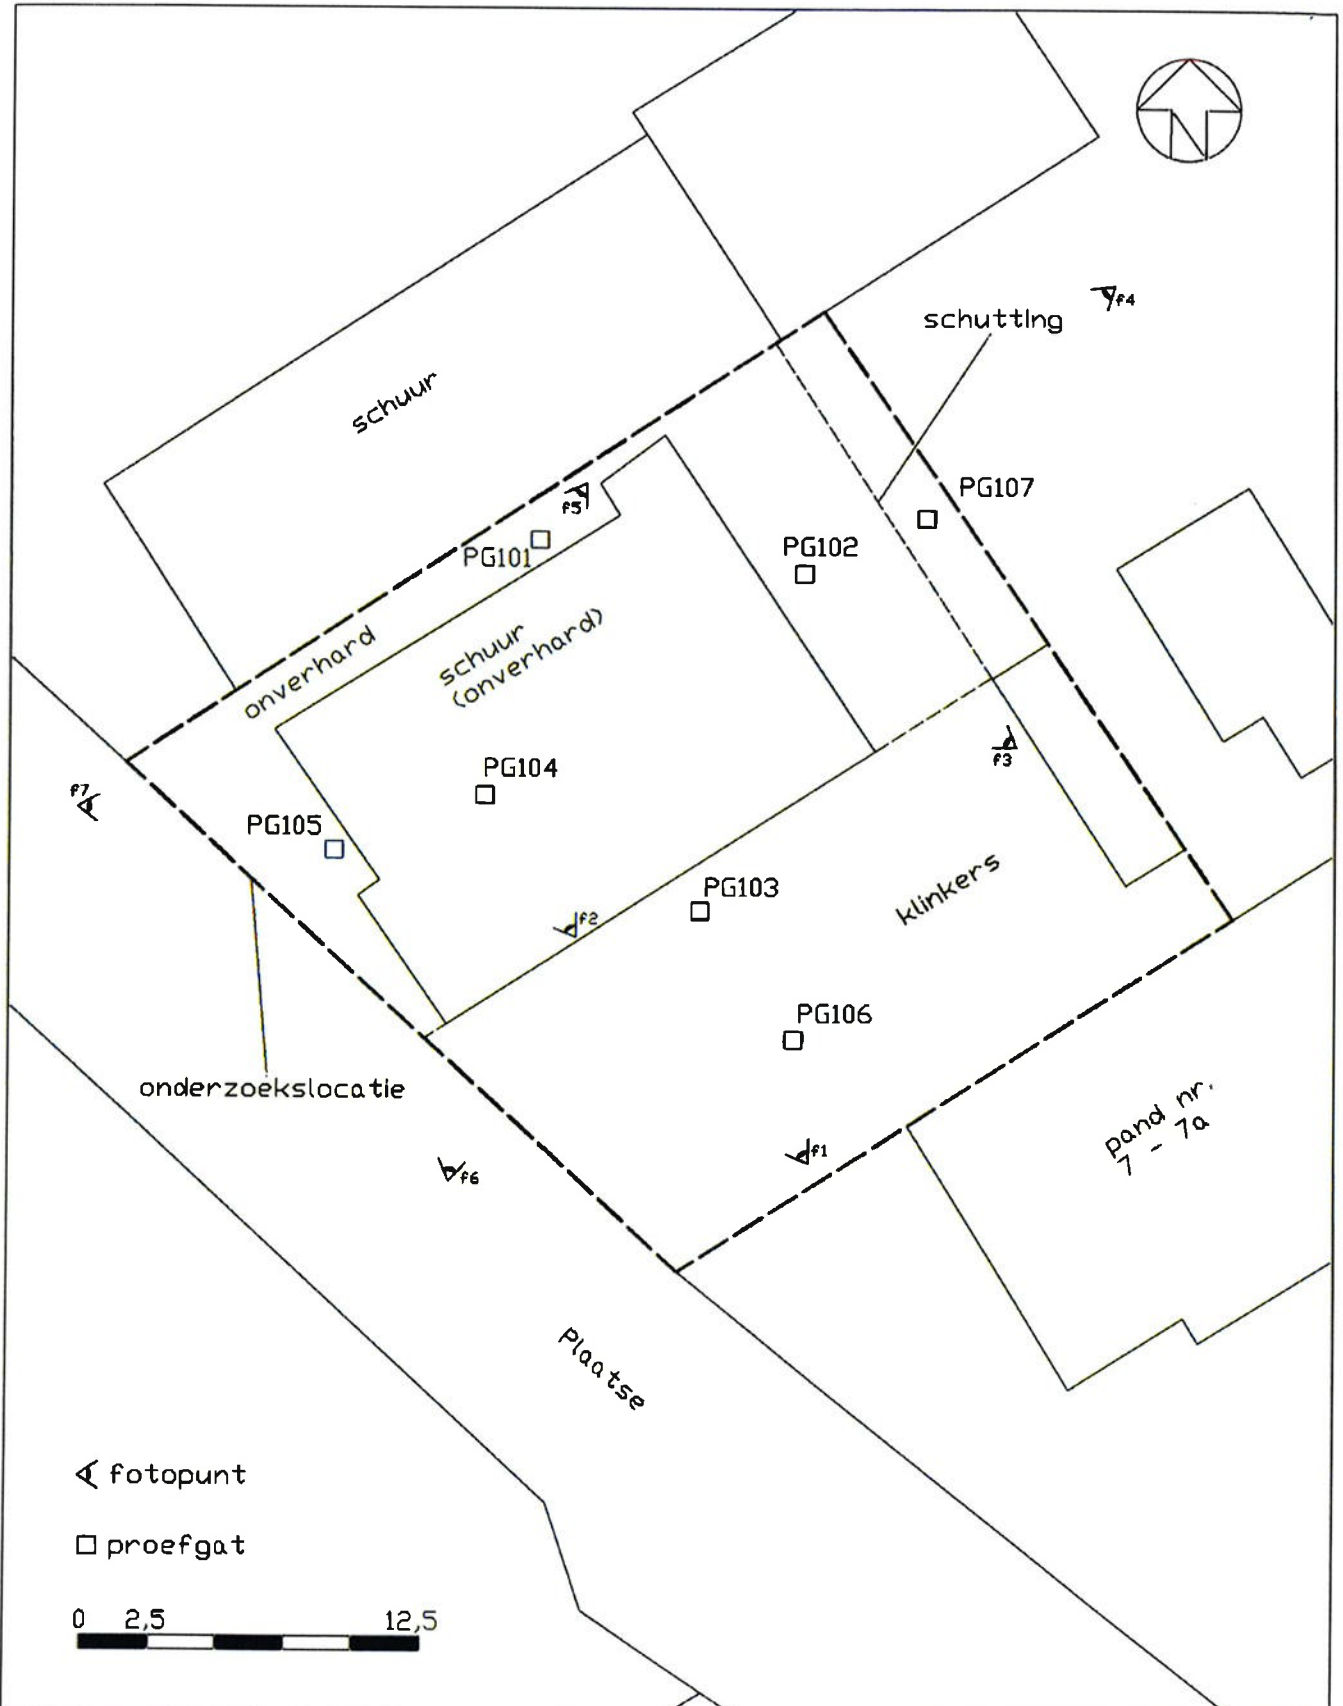 N
f4
schutting
schuur
PG107
f5
PG101
PG102
onverhard
schuur
(onverhard)
f3
PG104
f7
PG105
PG103
klinkers
f2
PG106
onderzoekslocatie
pand nr.
7 - 7a
f1
f6
Plaatse
fotopunt
proefgat
0 2,5 12,5